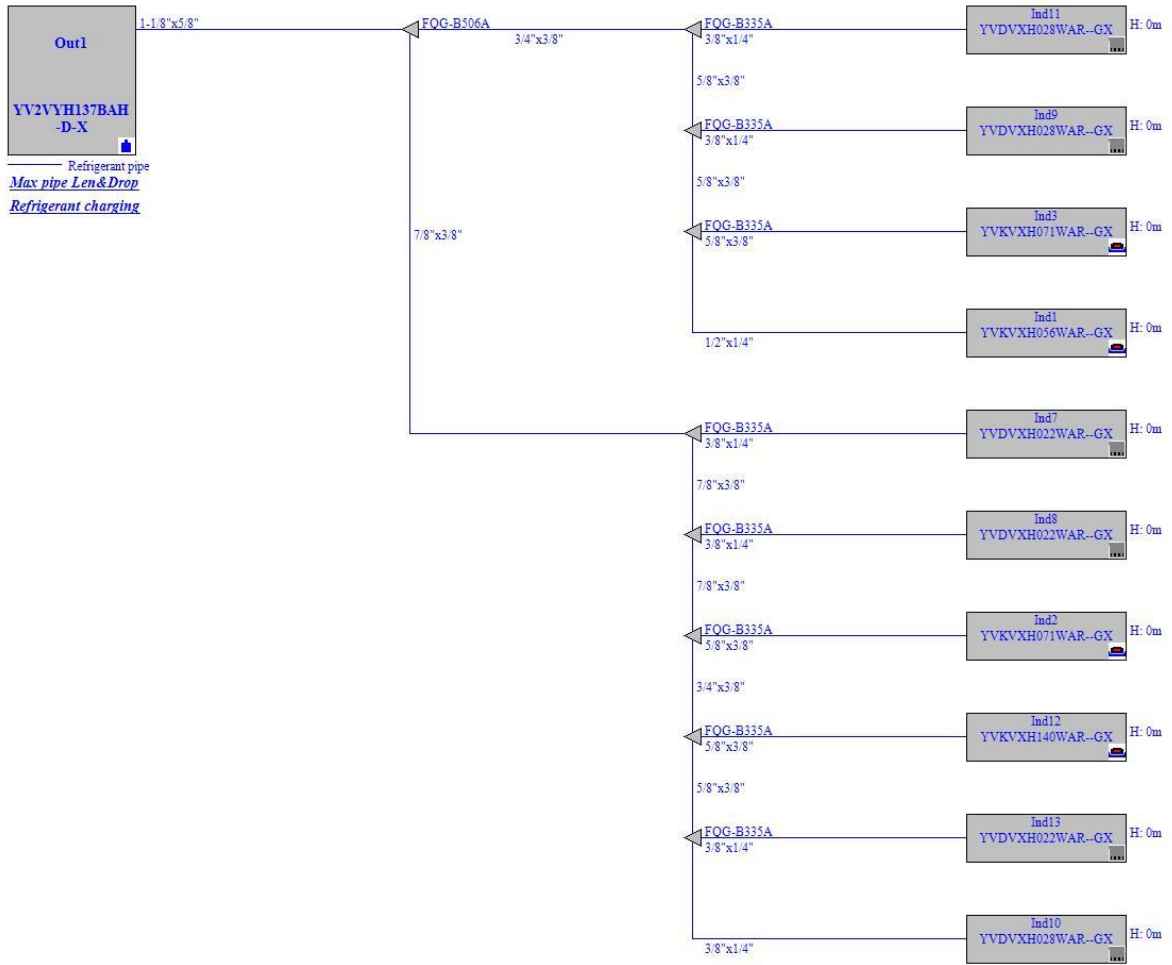 Out1
YV2VYH137BAH
-D-X
Refrigerant pipe
Max pipe Len&Drop
Refrigerant charging
1-1/8"x5/8"
FQG-B506A
3/4"x3/8"
7/8"x3/8"
FQG-B335A
3/8"x1/4"
Ind11
YVDVXH028WAR--GX
H: 0m
5/8"x3/8"
FQG-B335A
3/8"x1/4"
Ind9
YVDVXH028WAR--GX
H: 0m
5/8"x3/8"
FQG-B335A
5/8"x3/8"
Ind3
YVKVXH071WAR--GX
H: 0m
1/2"x1/4"
Ind1
YVKVXH056WAR--GX
H: 0m
FQG-B335A
3/8"x1/4"
Ind7
YVDVXH022WAR--GX
H: 0m
7/8"x3/8"
FQG-B335A
3/8"x1/4"
Ind8
YVDVXH022WAR--GX
H: 0m
7/8"x3/8"
FQG-B335A
5/8"x3/8"
Ind2
YVKVXH071WAR--GX
H: 0m
3/4"x3/8"
FQG-B335A
5/8"x3/8"
Ind12
YVKVXH140WAR--GX
H: 0m
5/8"x3/8"
FQG-B335A
3/8"x1/4"
Ind13
YVDVXH022WAR--GX
H: 0m
3/8"x1/4"
Ind10
YVDVXH028WAR--GX
H: 0m